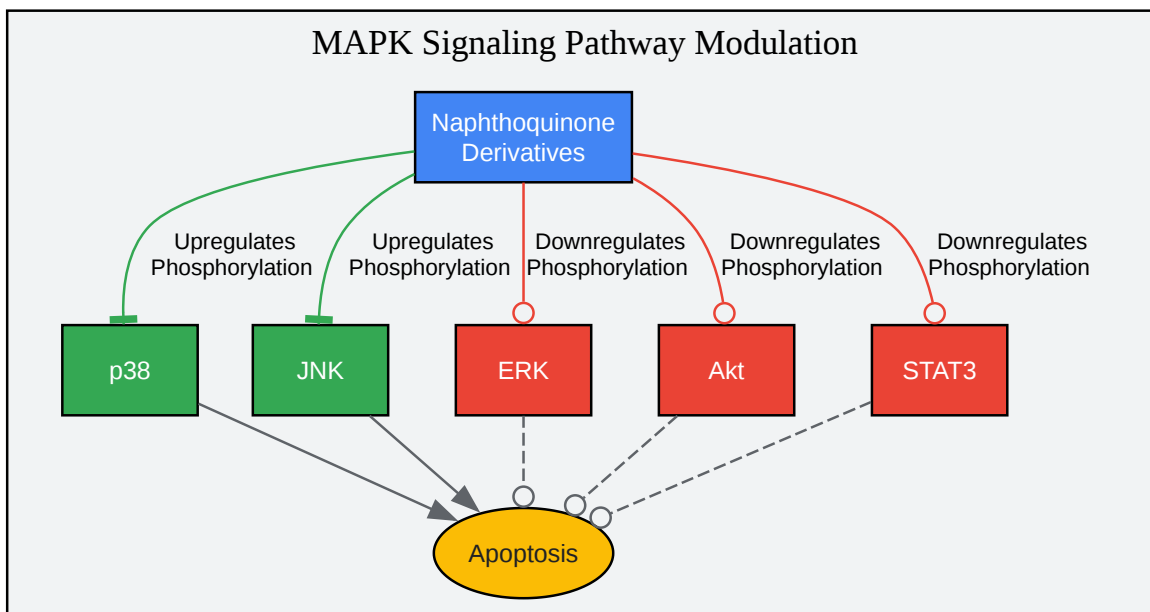 MAPK Signaling Pathway Modulation
Naphthoquinone
Derivatives
Upregulates
Phosphorylation
Upregulates
Phosphorylation
Downregulates
Phosphorylation
Downregulates
Phosphorylation
Downregulates
Phosphorylation
p38
JNK
ERK
Akt
STAT3
Apoptosis